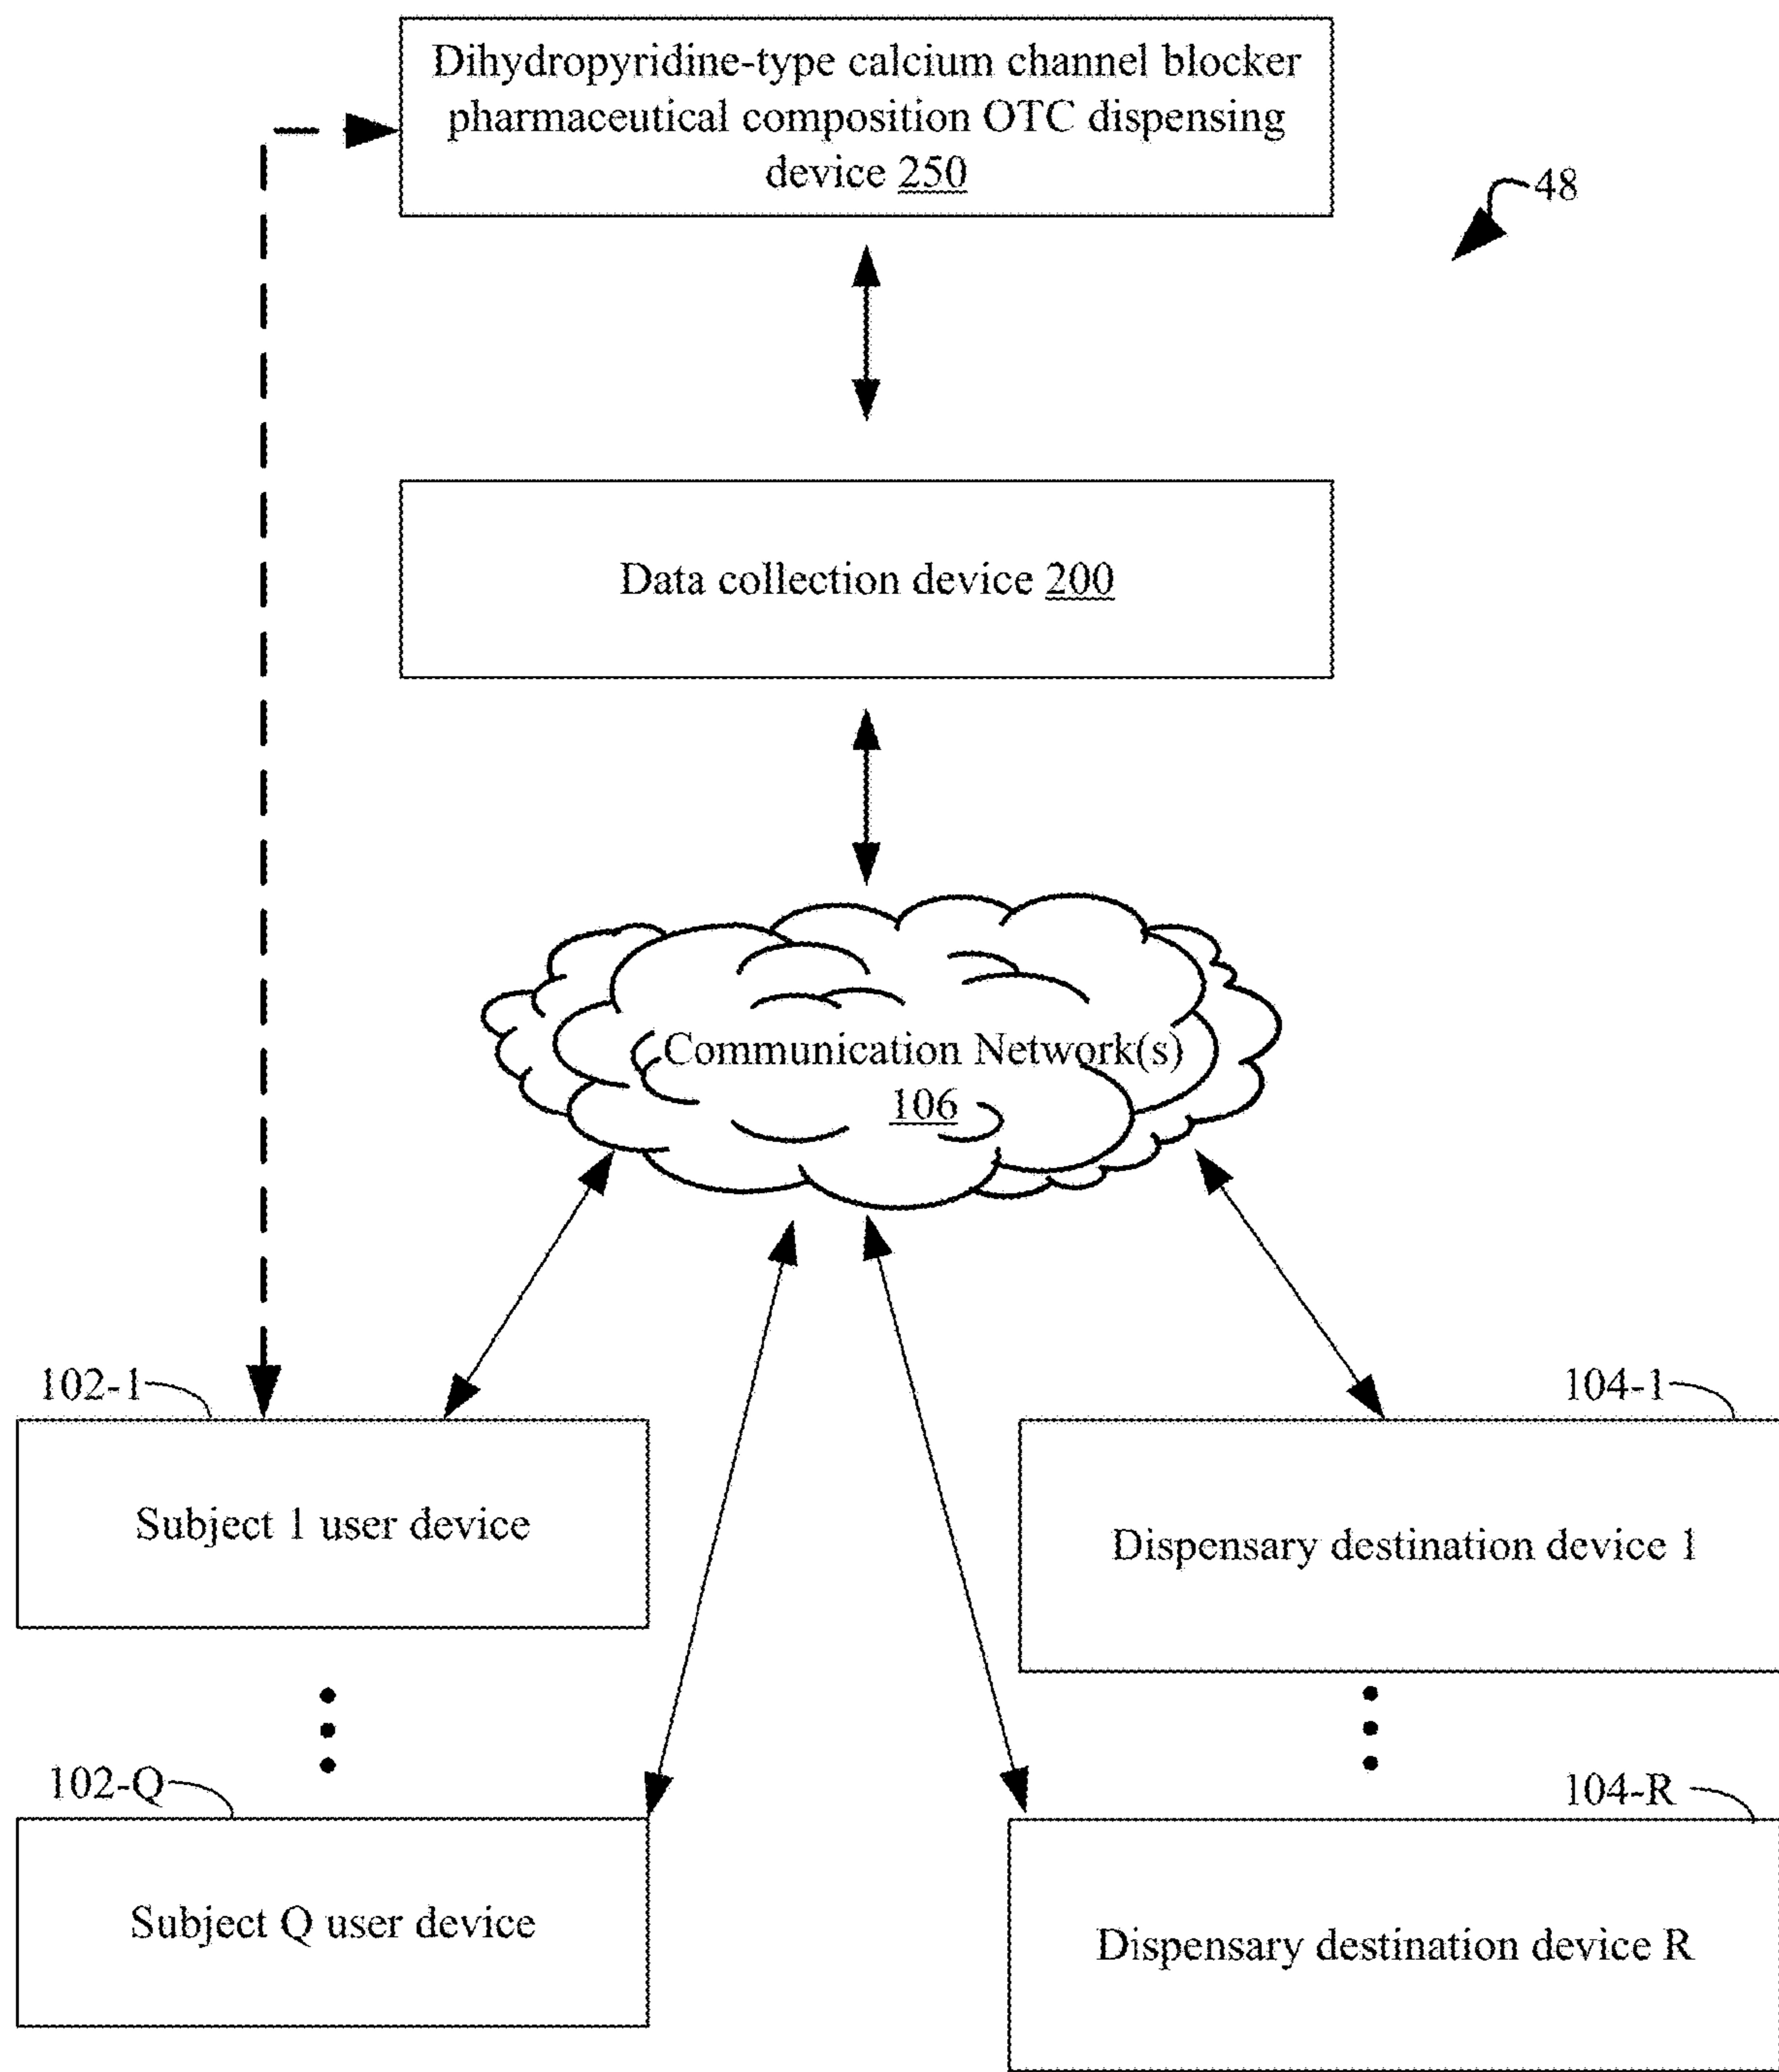 Dihydropyridine-type calcium channel blocker
pharmaceutical composition OTC dispensing
device 250
48
Data collection device 200
Communication Network(s)
106
102-1
104-1
Subject 1 user device
Dispensary destination device 1
102-Q
104-R
Subject Q user device
Dispensary destination device R